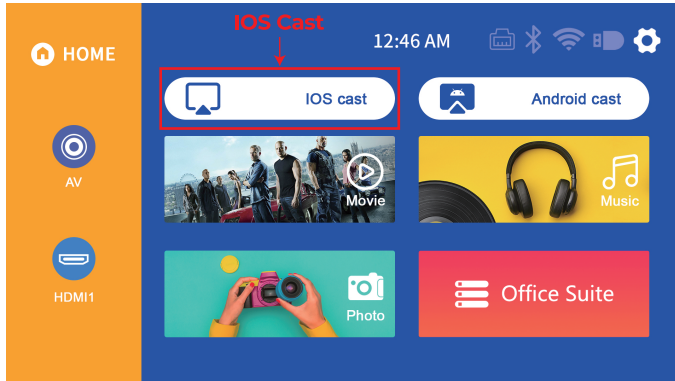 IOS Cast
HOME
12:46 AM
IOS cast
Android cast
AV
Movie
Music
HDMI1
Photo
Office Suite